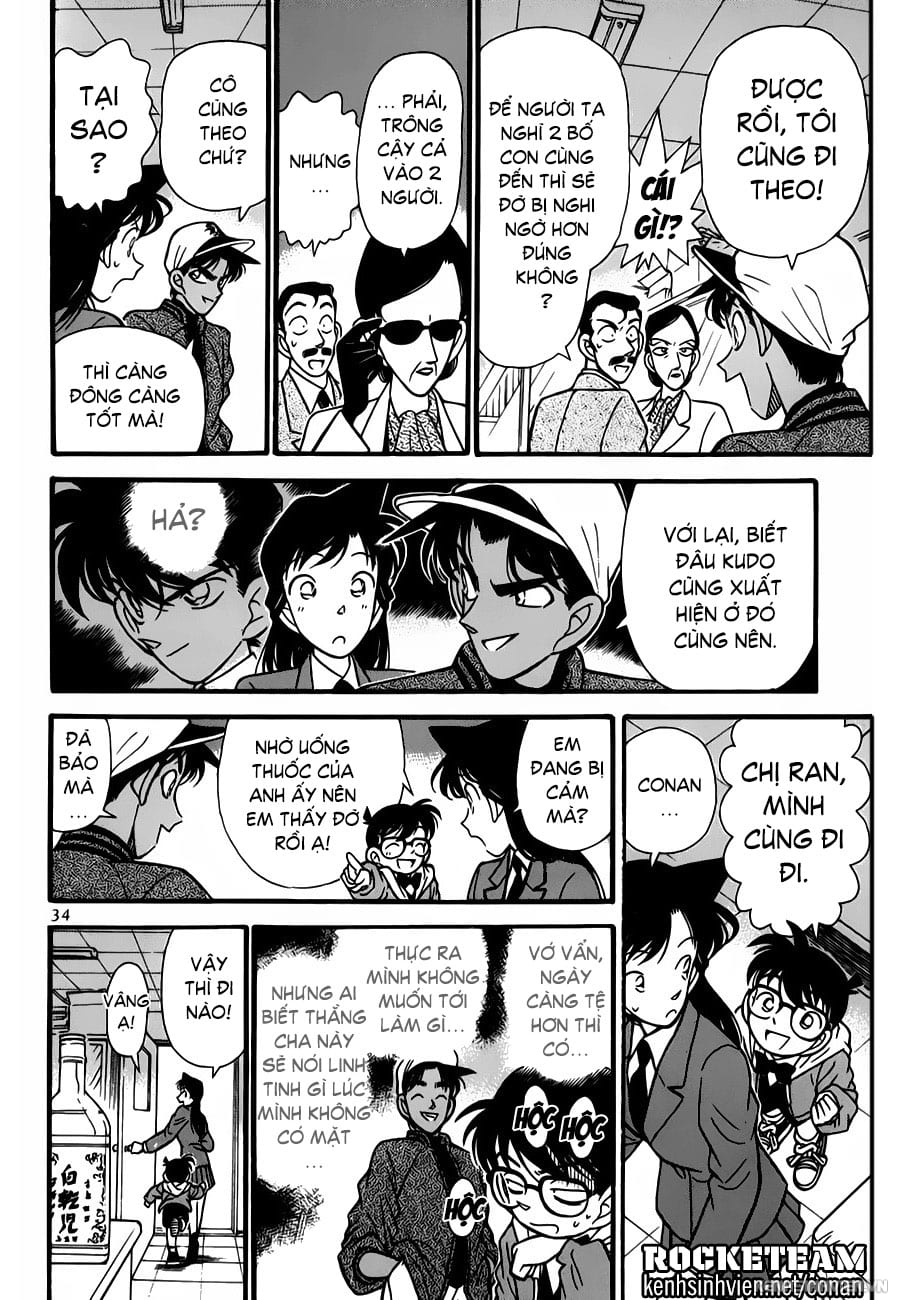 ĐƯỢC
RỒI, TÔI
CŨNG ĐI
THEO!
CÁI
GÌ!?
ĐỂ NGƯỜI TA
NGHĨ 2 BỐ
CON CÙNG
ĐẾN THÌ SẼ
ĐỠ BỊ NGHI
NGỜ HƠN
ĐÚNG
KHÔNG
?
... PHẢI,
TRÔNG
CẬY CẢ
VÀO 2
NGƯỜI.
NHƯNG
...
CÔ
CŨNG
THEO
CHỨ?
TẠI
SAO
?
THÌ CÀNG
ĐÔNG CÀNG
TỐT MÀ!
VỚI LẠI, BIẾT
ĐÂU KUDO
CŨNG XUẤT
HIỆN Ở ĐÓ
CŨNG NÊN.
HẢ?
CHỊ RAN,
MÌNH
CÙNG ĐI
ĐI.
CONAN
...
EM
ĐANG BỊ
CẢM
MÀ?
NHỜ UỐNG
THUỐC CỦA
ANH ẤY NÊN
EM THẤY ĐỠ
RỒI Ạ!
ĐÃ
BẢO
MÀ
...
34
VỚ VẨN,
NGÀY
CÀNG TỆ
HƠN THÌ
CÓ...
THỰC RA
MÌNH KHÔNG
MUỐN TỚI
LÀM GÌ...
NHƯNG AI
BIẾT THẰNG
CHA NÀY
SẼ NÓI LINH
TINH GÌ LÚC
MÌNH KHÔNG
CÓ MẶT
...
HỘC
HỘC
HỘC
VẬY
THÌ ĐI
NÀO!
VÂNG
Ạ!
白乾児
ROCKETEAM
kenhsinhvien.net/conan